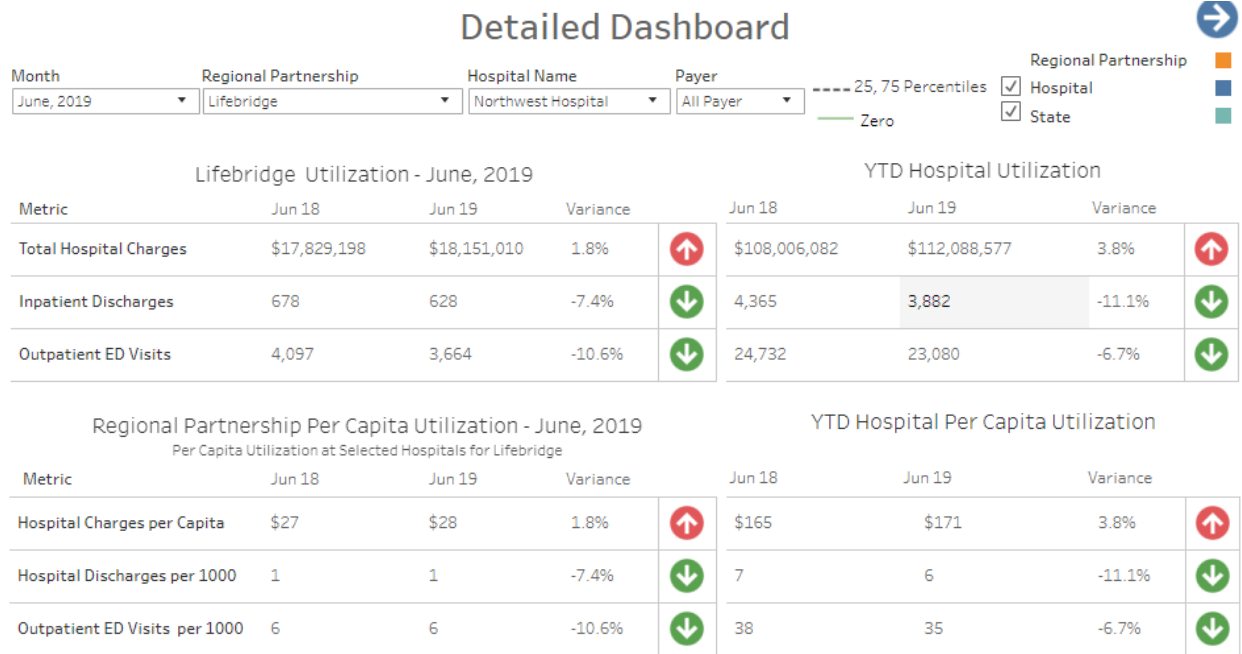 Detailed Dashboard
Month Regional Partnership Hospital Name Payer
June, 2019 Lifebridge Northwest Hospital All Payer
25, 75 Percentiles
Zero
Regional Partnership
Hospital
State
Lifebridge Utilization - June, 2019
Metric Jun 18 Jun 19 Variance
Total Hospital Charges $17,829,198 $18,151,010 1.8%
Inpatient Discharges 678 628 -7.4%
Outpatient ED Visits 4,097 3,664 -10.6%
YTD Hospital Utilization
Jun 18 Jun 19 Variance
$108,006,082 $112,088,577 3.8%
4,365 3,882 -11.1%
24,732 23,080 -6.7%
Regional Partnership Per Capita Utilization - June, 2019
Per Capita Utilization at Selected Hospitals for Lifebridge
Metric Jun 18 Jun 19 Variance
Hospital Charges per Capita $27 $28 1.8%
Hospital Discharges per 1000 1 1 -7.4%
Outpatient ED Visits per 1000 6 6 -10.6%
YTD Hospital Per Capita Utilization
Jun 18 Jun 19 Variance
$165 $171 3.8%
7 6 -11.1%
38 35 -6.7%